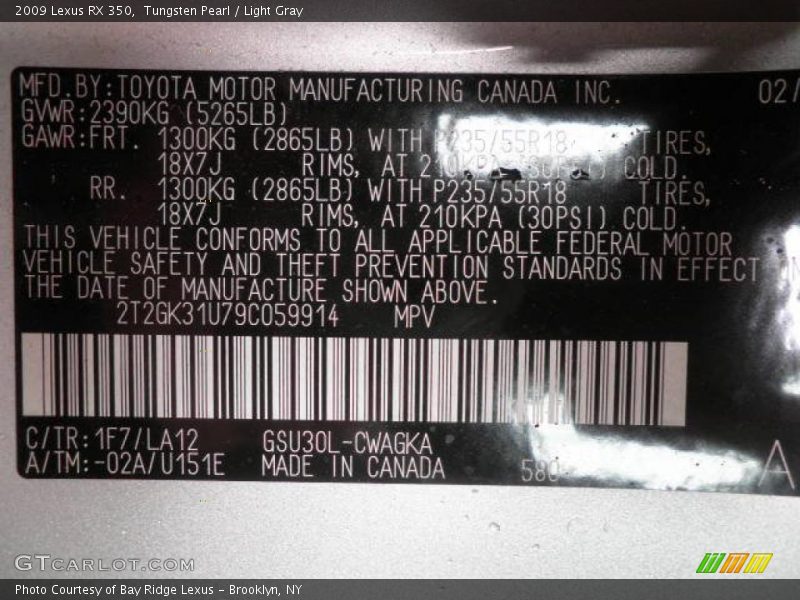 2009 Lexus RX 350, Tungsten Pearl / Light Gray
MFD.BY:TOYOTA MOTOR MANUFACTURING CANADA INC. 02/
GVWR:2390KG (5265LB)
GAWR:FRT. 1300KG (2865LB) WITH P235/55R18 TIRES,
18X7J RIMS, AT 210KPA COLD.
RR. 1300KG (2865LB) WITH P235/55R18 TIRES,
18X7J RIMS, AT 210KPA (30PSI) COLD.
THIS VEHICLE CONFORMS TO ALL APPLICABLE FEDERAL MOTOR
VEHICLE SAFETY AND THEFT PREVENTION STANDARDS IN EFFECT
THE DATE OF MANUFACTURE SHOWN ABOVE.
2T2GK31U79C059914 MPV
C/TR:1F7/LA12 GSU30L-CWAGKA
A/TM:-02A/U151E MADE IN CANADA 580
A
GTCARLOT.COM
Photo Courtesy of Bay Ridge Lexus - Brooklyn, NY